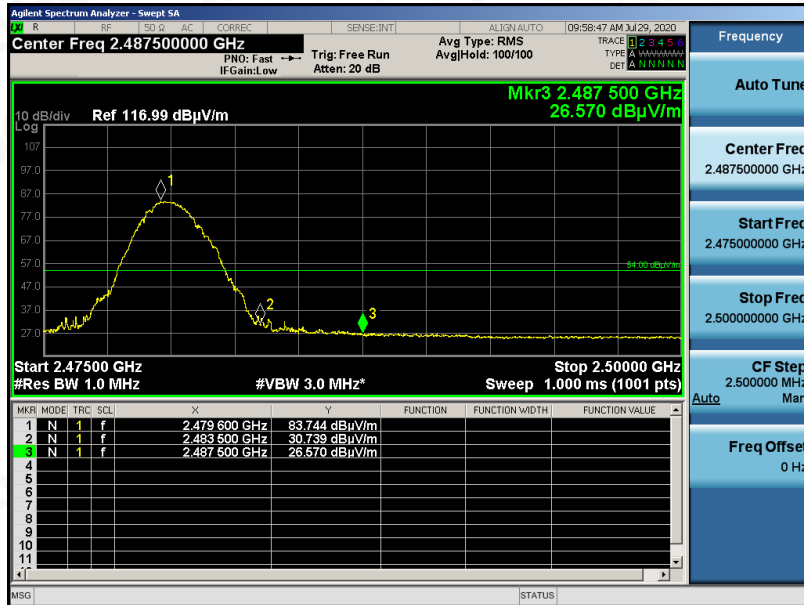 Agilent Spectrum Analyzer - Swept SA
LXI R RF 50 Ω AC CORREC SENSE:INT ALIGN AUTO 09:58:47 AM Jul 29, 2020
Center Freq 2.487500000 GHz
PNO: Fast
IFGain:Low
Trig: Free Run
Atten: 20 dB
Avg Type: RMS
Avg|Hold: 100/100
TRACE 1 2 3 4 5 6
TYPE A
DET A N N N N N
Mkr3 2.487 500 GHz
26.570 dBµV/m
10 dB/div Ref 116.99 dBµV/m
Log
107
97.0
87.0
77.0
67.0
57.0
47.0
37.0
27.0
1
2
3
54.00 dBµV/m
Start 2.47500 GHz Stop 2.50000 GHz
#Res BW 1.0 MHz #VBW 3.0 MHz* Sweep 1.000 ms (1001 pts)
MKR MODE TRC SCL X Y FUNCTION FUNCTION WIDTH FUNCTION VALUE
1 N 1 f 2.479 600 GHz 83.744 dBµV/m
2 N 1 f 2.483 500 GHz 30.739 dBµV/m
3 N 1 f 2.487 500 GHz 26.570 dBµV/m
4
5
6
7
8
9
10
11
MSG STATUS
Frequency
Auto Tune
Center Freq
2.487500000 GHz
Start Freq
2.475000000 GHz
Stop Freq
2.500000000 GHz
CF Step
2.500000 MHz
Auto Man
Freq Offset
0 Hz